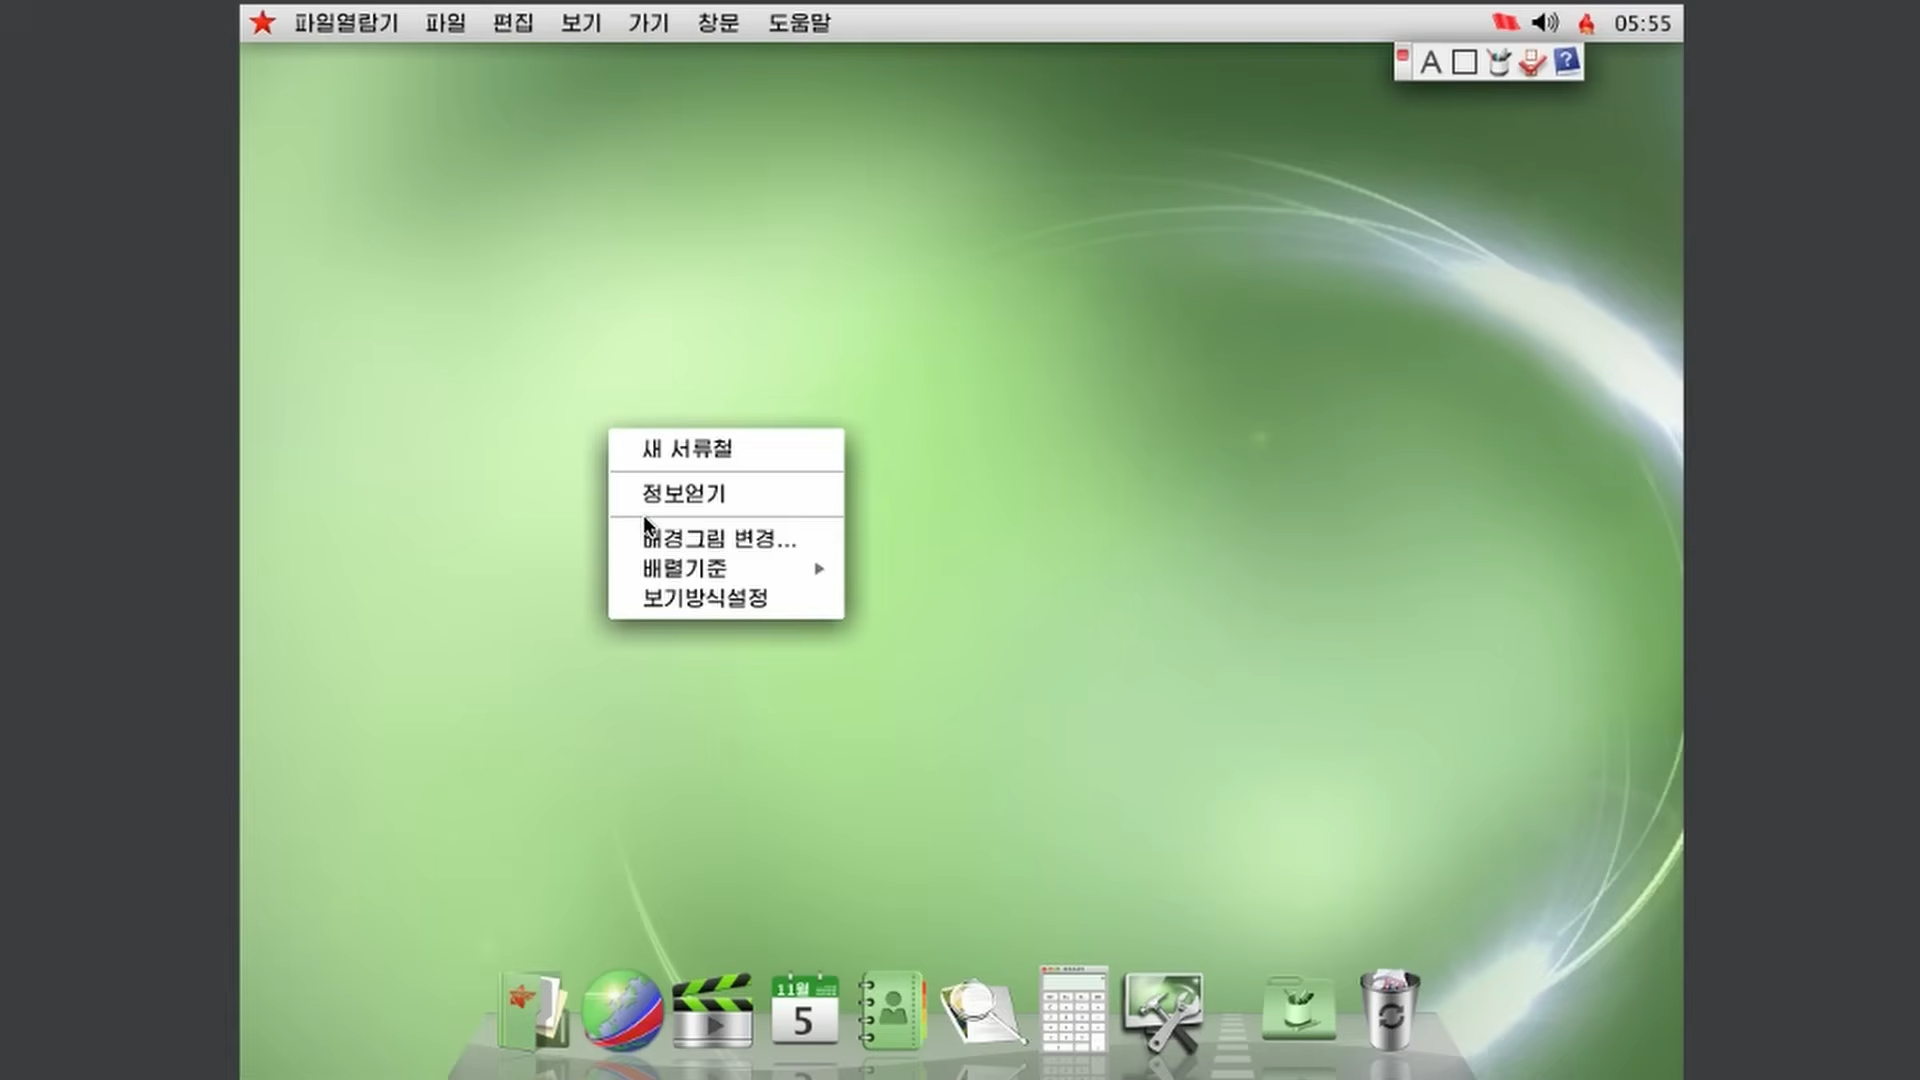 파일열람기 파일 편집 보기 가기 창문 도움말 05:55
A
?
새 서류철
정보얻기
배경그림 변경...
배렬기준
보기방식설정
11월
5